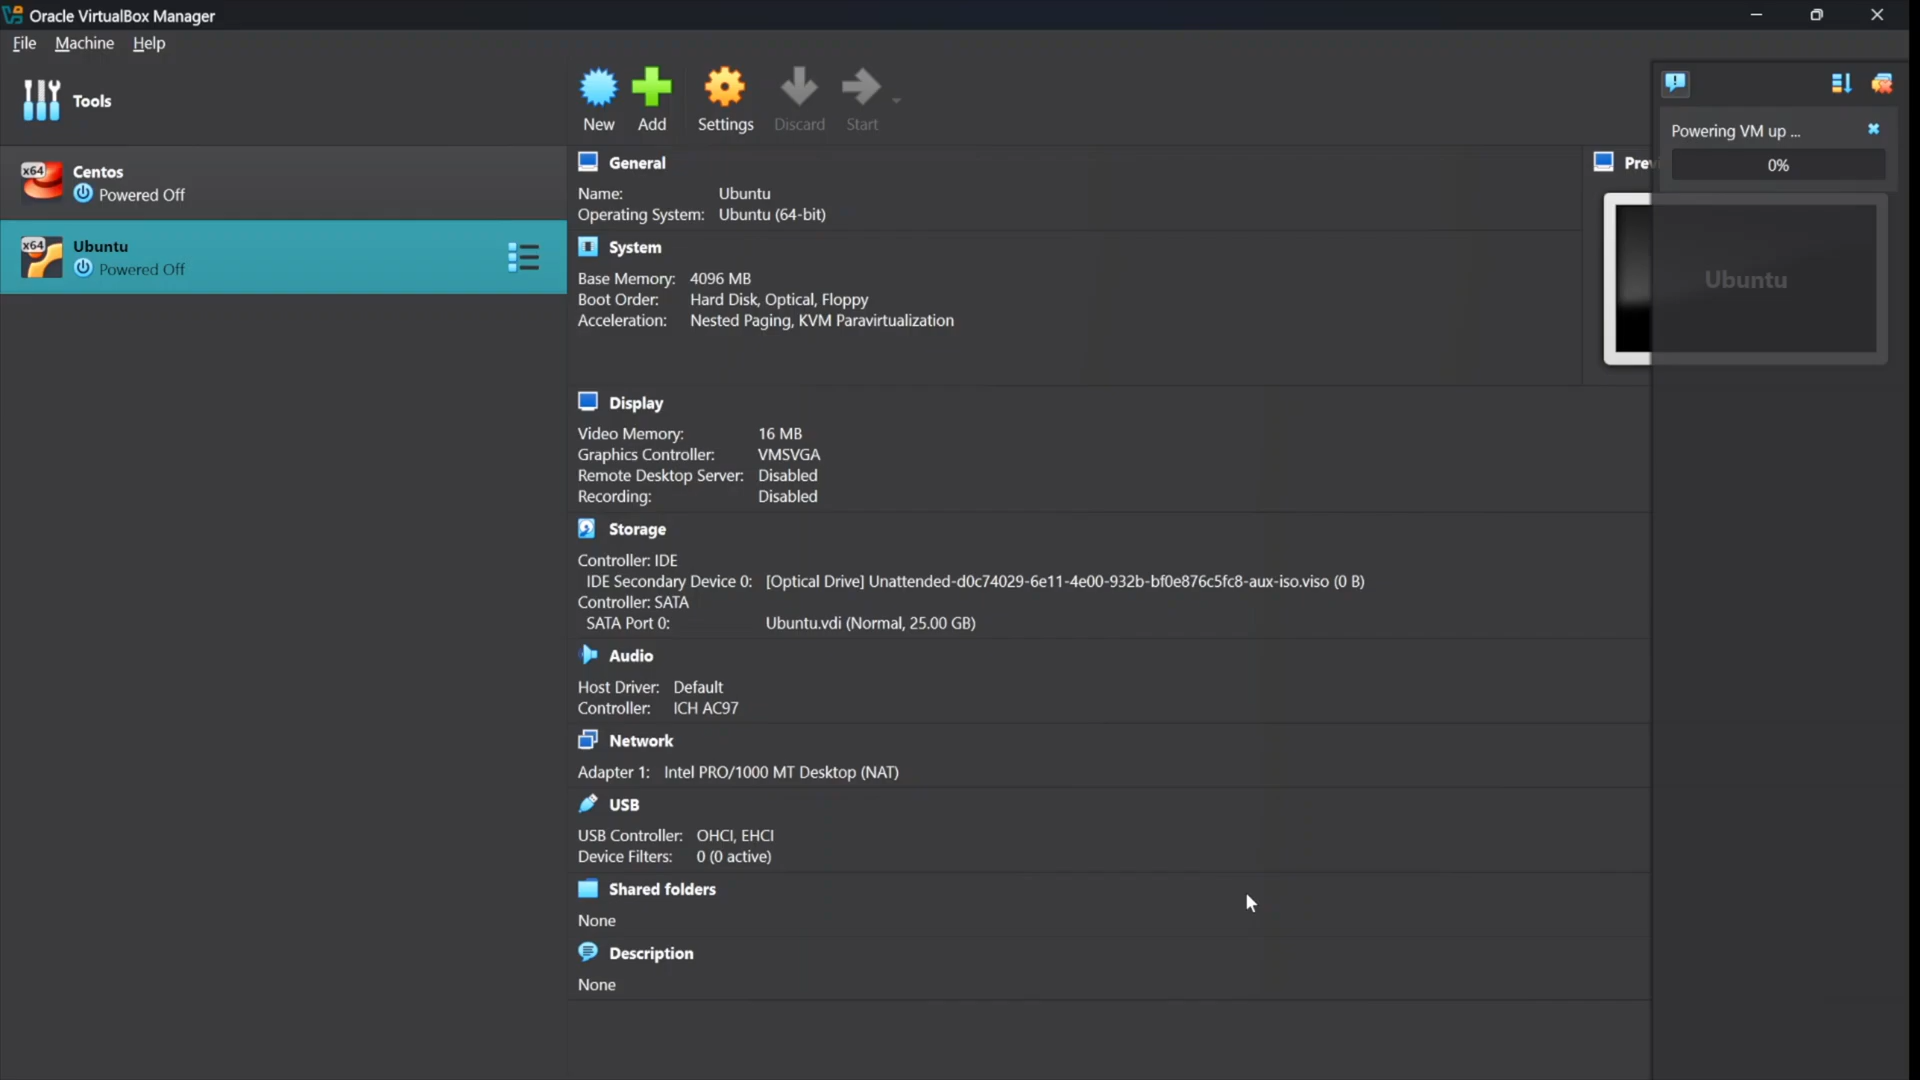 Oracle VirtualBox Manager
File Machine Help
Tools
New Add Settings Discard Start
Powering VM up ...
0%
x64 Centos
Powered Off
x64 Ubuntu
Powered Off
General
Name: Ubuntu
Operating System: Ubuntu (64-bit)
Ubuntu
System
Base Memory: 4096 MB
Boot Order: Hard Disk, Optical, Floppy
Acceleration: Nested Paging, KVM Paravirtualization
Display
Video Memory: 16 MB
Graphics Controller: VMSVGA
Remote Desktop Server: Disabled
Recording: Disabled
Storage
Controller: IDE
IDE Secondary Device 0: [Optical Drive] Unattended-d0c74029-6e11-4e00-932b-bf0e876c5fc8-aux-iso.viso (0 B)
Controller: SATA
SATA Port 0: Ubuntu.vdi (Normal, 25.00 GB)
Audio
Host Driver: Default
Controller: ICH AC97
Network
Adapter 1: Intel PRO/1000 MT Desktop (NAT)
USB
USB Controller: OHCI, EHCI
Device Filters: 0 (0 active)
Shared folders
None
Description
None